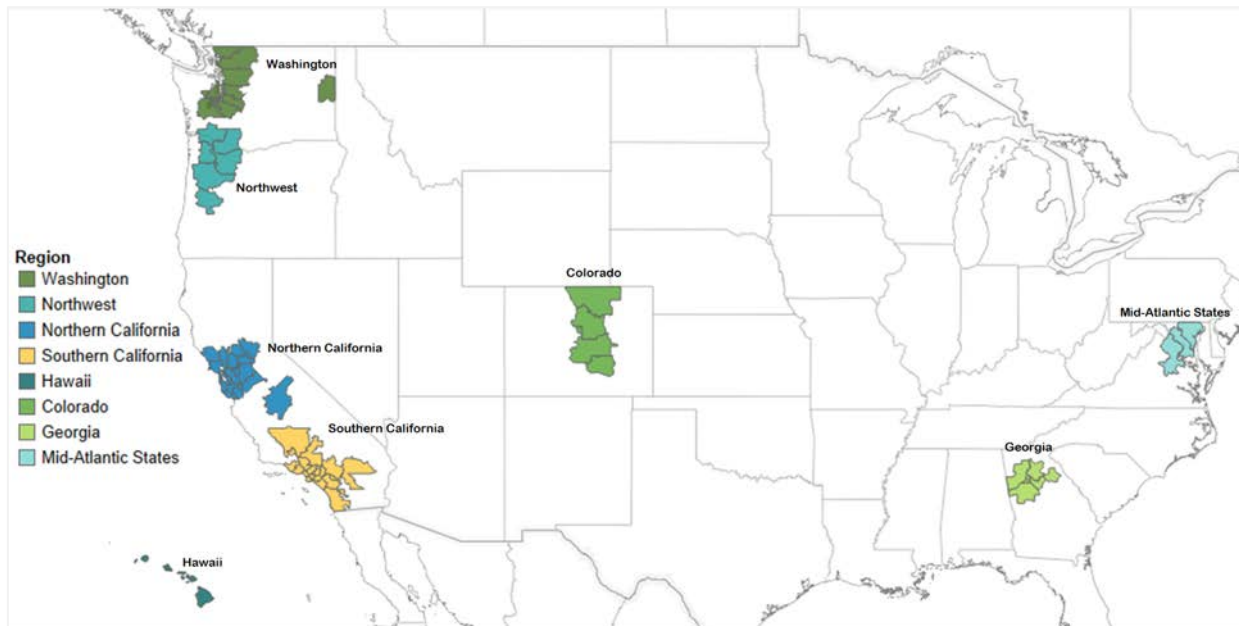 Washington
Northwest
Region
Washington
Northwest
Northern California
Southern California
Hawaii
Colorado
Georgia
Mid-Atlantic States
Colorado
Mid-Atlantic States
Northern California
Southern California
Georgia
Hawaii